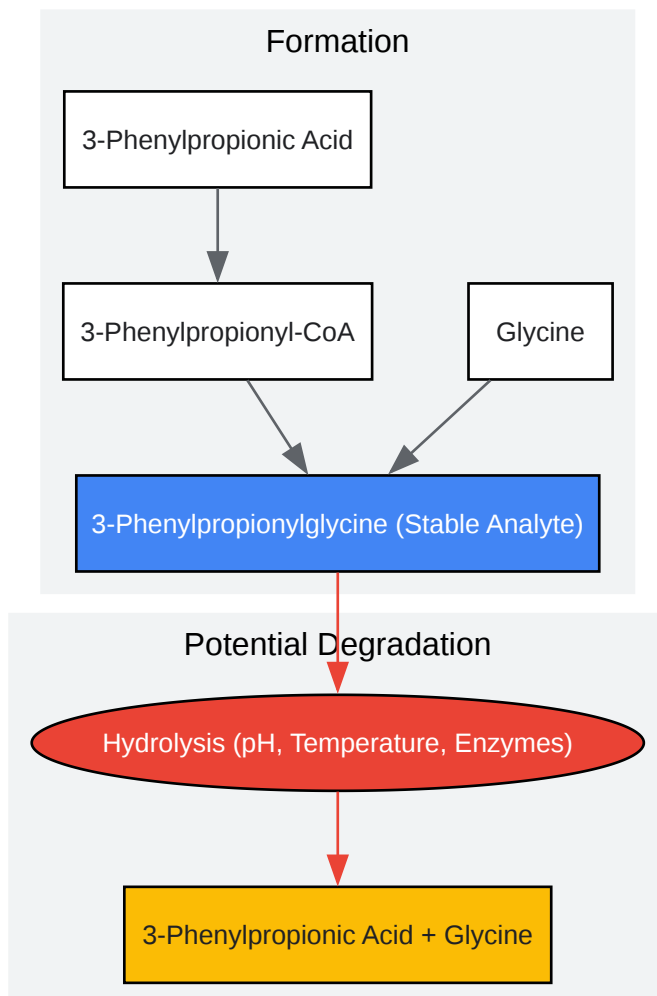 Formation
3-Phenylpropionic Acid
3-Phenylpropionyl-CoA
Glycine
3-Phenylpropionylglycine (Stable Analyte)
Potential Degradation
Hydrolysis (pH, Temperature, Enzymes)
3-Phenylpropionic Acid + Glycine